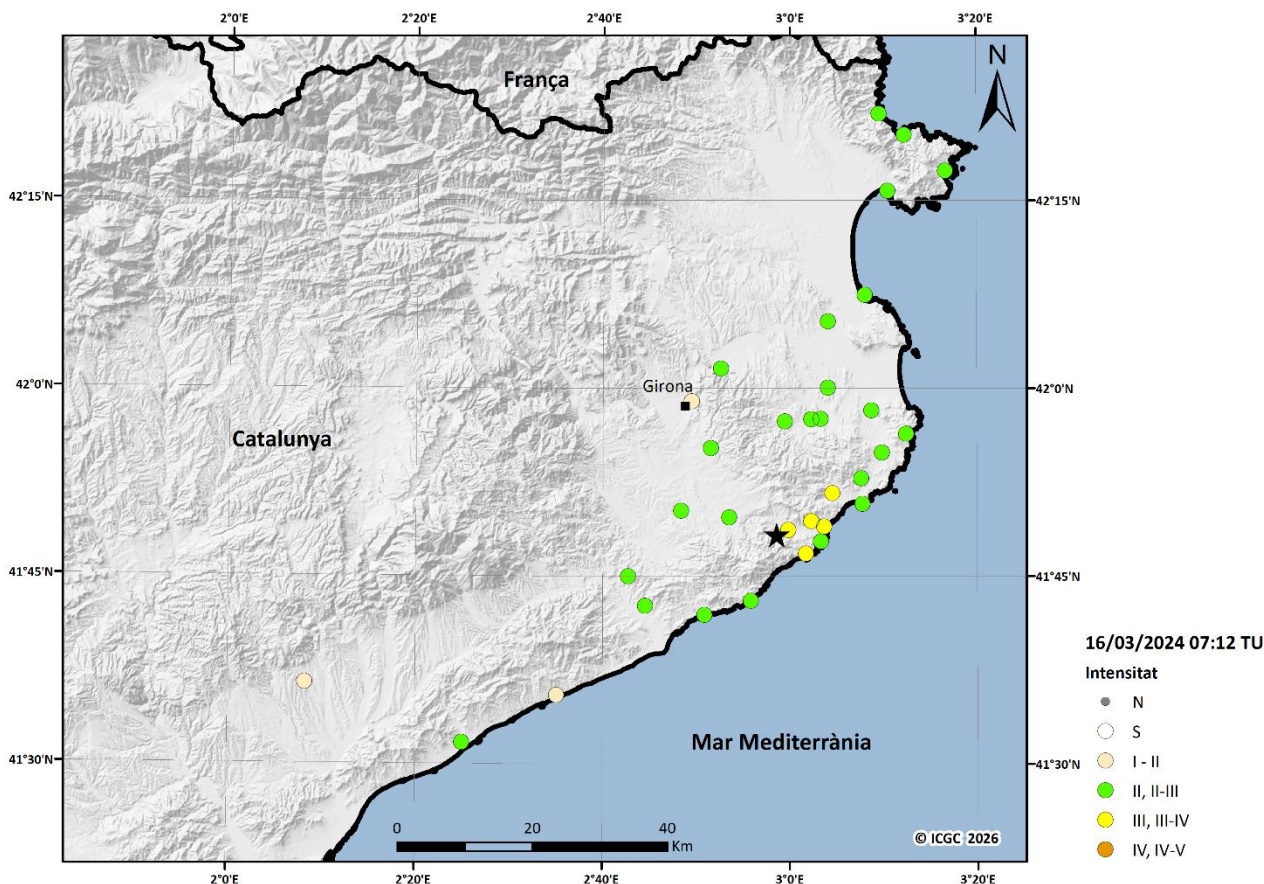 2°0'E 2°20'E 2°40'E 3°0'E 3°20'E
N
França
42°15'N 42°15'N
Girona
42°0'N 42°0'N
Catalunya
41°45'N 41°45'N
16/03/2024 07:12 TU
Intensitat
N
S
Mar Mediterrània
41°30'N 41°30'N
I - II
II, II-III
0 20 40
Km
III, III-IV
© ICGC 2026
IV, IV-V
2°0'E 2°20'E 2°40'E 3°0'E 3°20'E